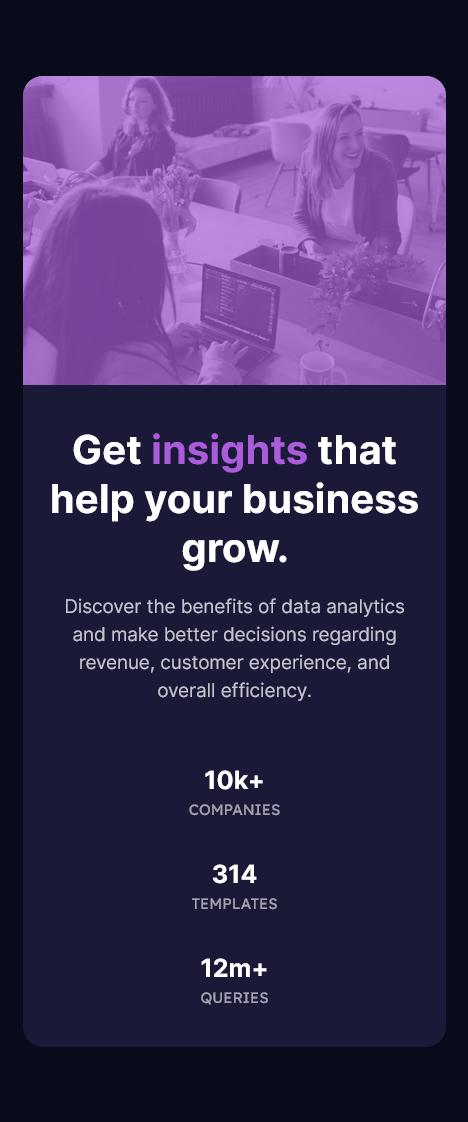 Get insights that
help your business
grow.
Discover the benefits of data analytics
and make better decisions regarding
revenue, customer experience, and
overall efficiency.
10k+
COMPANIES
314
TEMPLATES
12m+
QUERIES